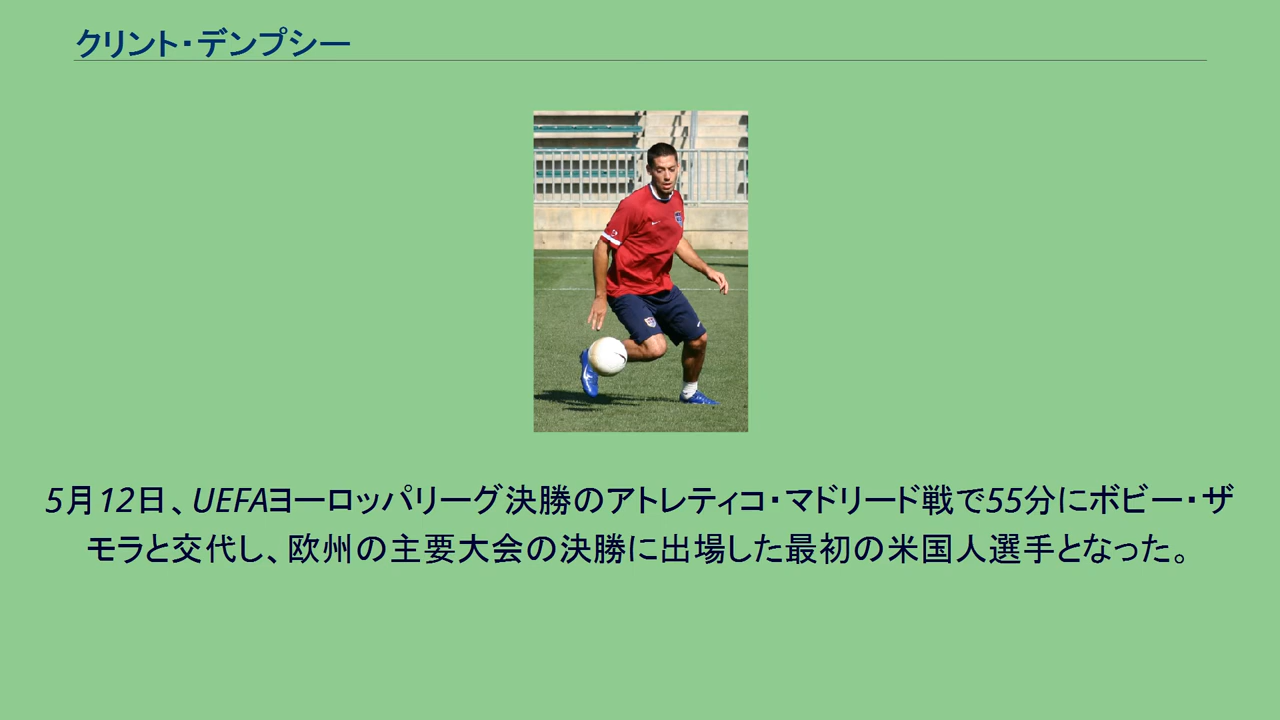 クリント・デンプシー
5月12日、UEFAヨーロッパリーグ決勝のアトレティコ・マドリード戦で55分にボビー・ザ
モラと交代し、欧州の主要大会の決勝に出場した最初の米国人選手となった。